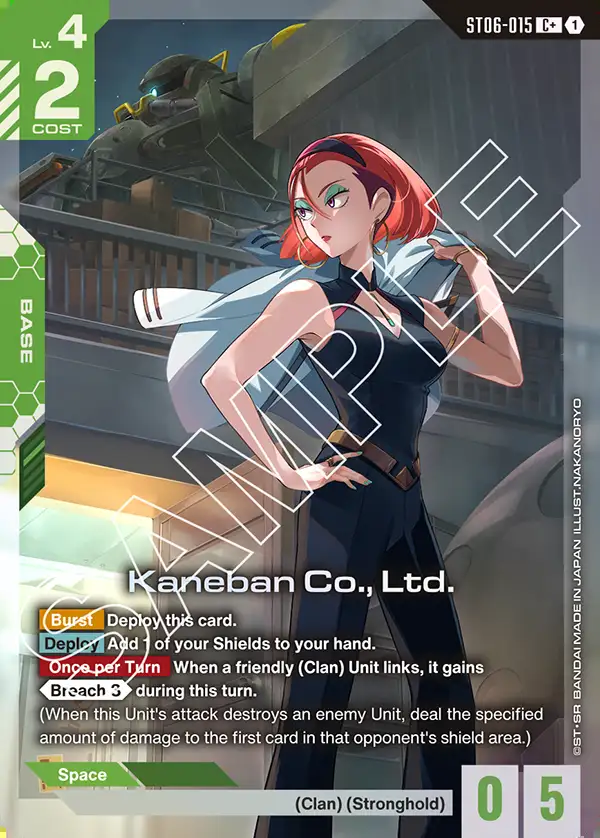 Lv. 4
ST06-015 C+ 1
2
COST
BASE
SAMPLE
Kaneban Co., Ltd.
Burst Deploy this card.
Deploy Add 1 of your Shields to your hand.
Once per Turn When a friendly (Clan) Unit links, it gains
Breach 3 during this turn.
(When this Unit's attack destroys an enemy Unit, deal the specified
amount of damage to the first card in that opponent's shield area.)
Space
(Clan) (Stronghold)
0 5
©ST・SR BANDAI MADE IN JAPAN ILLUST.NAKANORYO